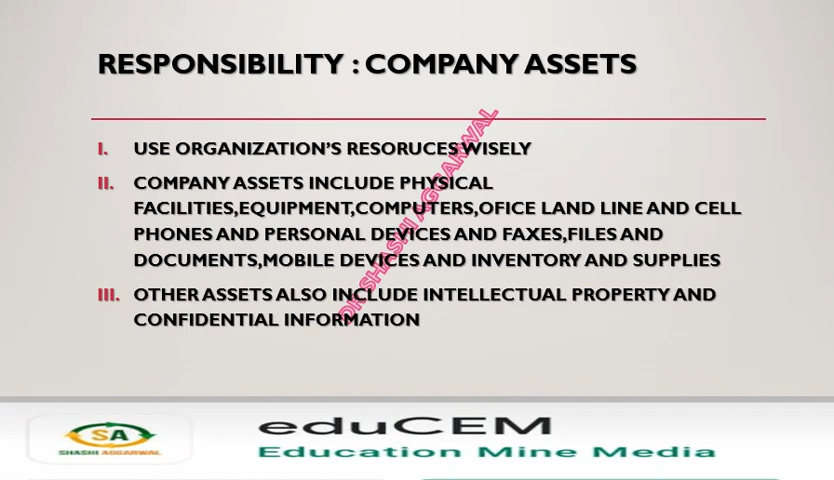 RESPONSIBILITY : COMPANY ASSETS
I. USE ORGANIZATION'S RESORUCES WISELY
II. COMPANY ASSETS INCLUDE PHYSICAL
FACILITIES,EQUIPMENT,COMPUTERS,OFICE LAND LINE AND CELL
PHONES AND PERSONAL DEVICES AND FAXES,FILES AND
DOCUMENTS,MOBILE DEVICES AND INVENTORY AND SUPPLIES
III. OTHER ASSETS ALSO INCLUDE INTELLECTUAL PROPERTY AND
CONFIDENTIAL INFORMATION
DR SHASHI AGGARWAL
SA
SHASHI AGGARWAL
eduCEM
Education Mine Media